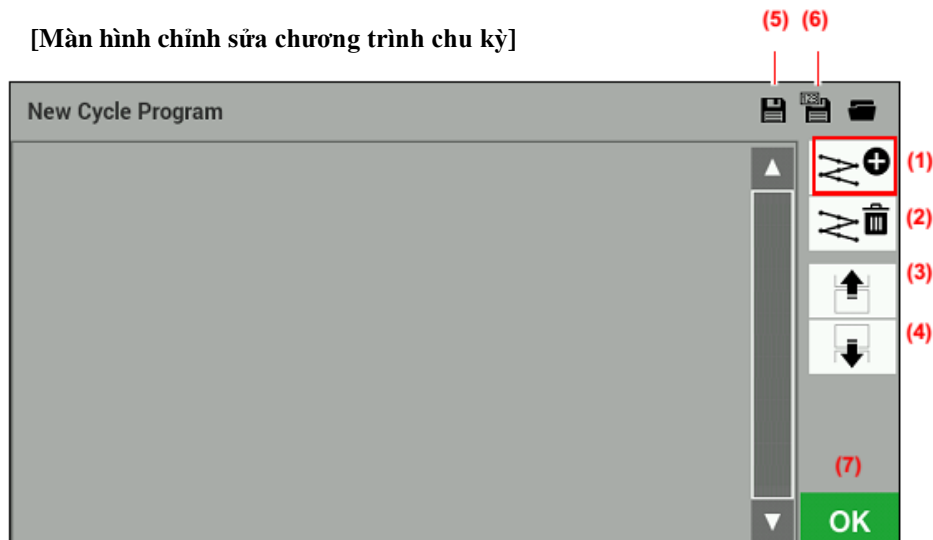 (5) (6)
[Màn hình chỉnh sửa chương trình chu kỳ]
New Cycle Program
123
(1)
(2)
(3)
(4)
(7)
OK